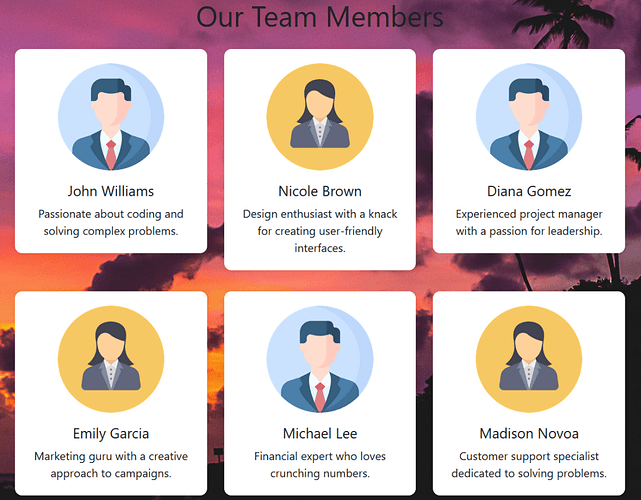 Our Team Members
John Williams
Passionate about coding and
solving complex problems.
Nicole Brown
Design enthusiast with a knack
for creating user-friendly
interfaces.
Diana Gomez
Experienced project manager
with a passion for leadership.
Emily Garcia
Marketing guru with a creative
approach to campaigns.
Michael Lee
Financial expert who loves
crunching numbers.
Madison Novoa
Customer support specialist
dedicated to solving problems.